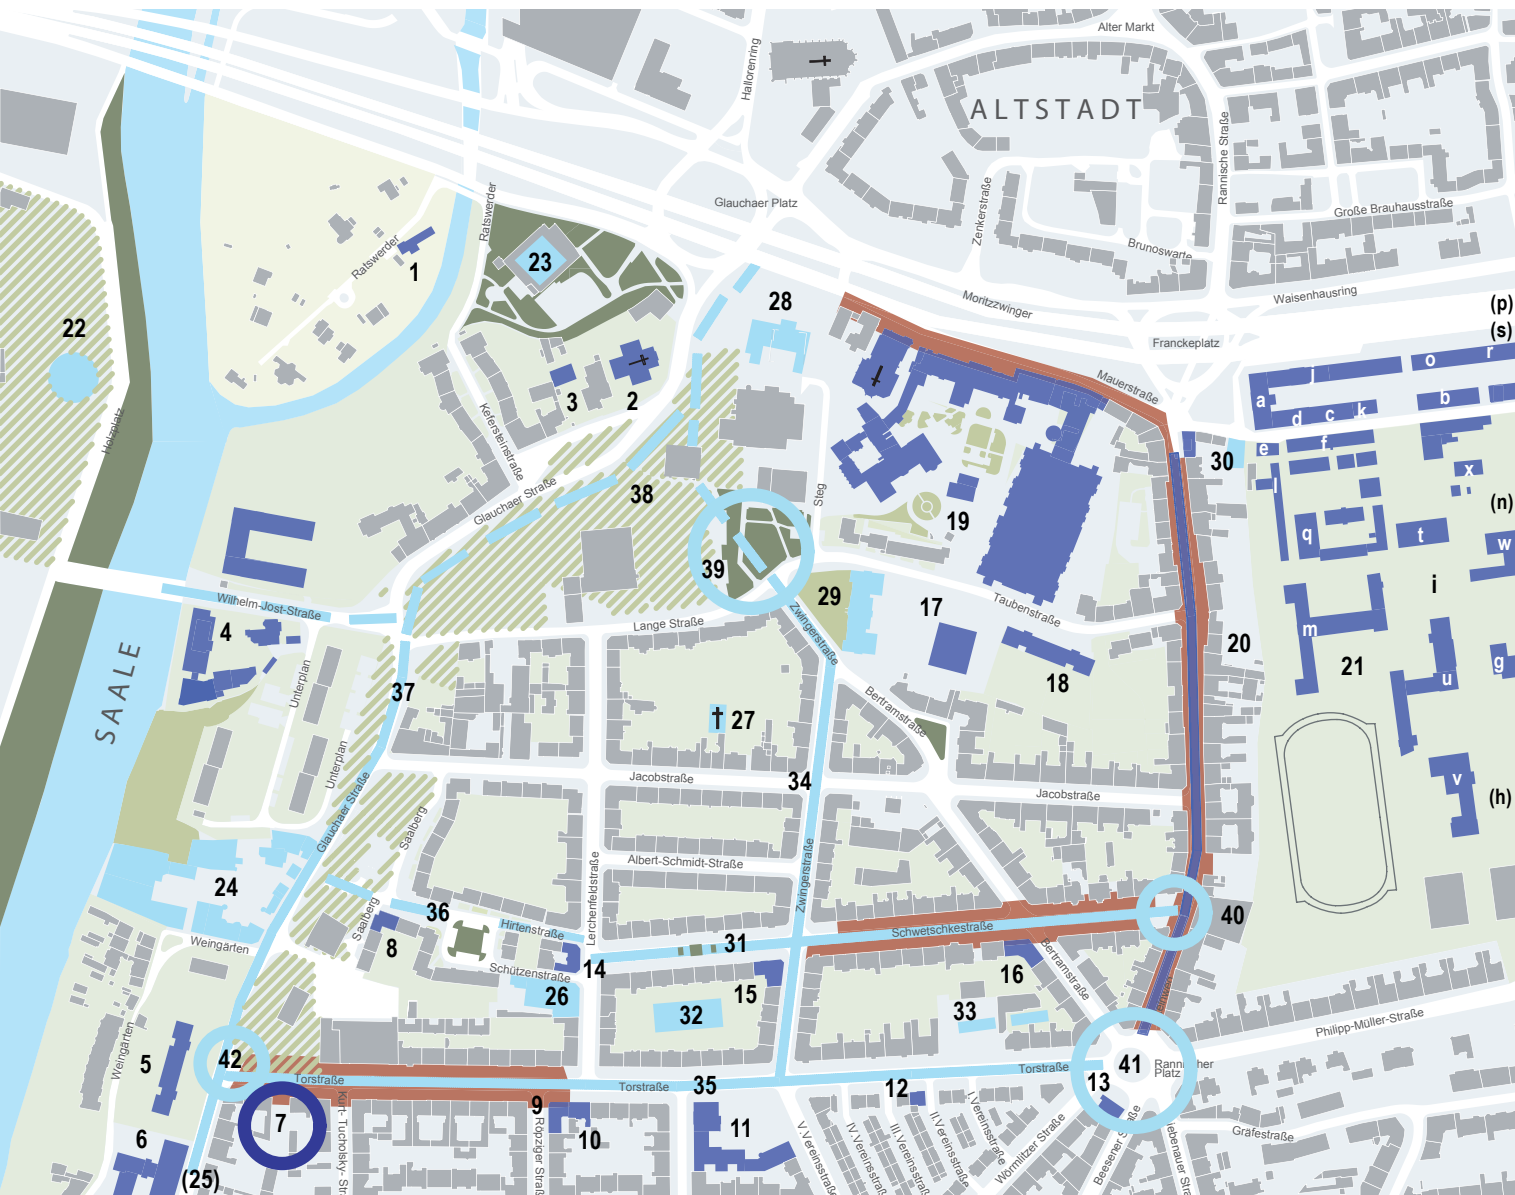 Alter Markt
Hallorenring
ALTSTADT
Rannische Straße
Ratswerder
Zenkerstraße
Glauchaer Platz
Große Brauhausstraße
Ratswerder
1
23
Brunoswarte
28
Moritzzwinger
Waisenhausring
(p)
(s)
22
Franckeplatz
r
o
j
Mauerstraße
3
2
a
b
d
c
k
Holzplatz
Kefersteinstraße
e
f
30
x
Glauchaer Straße
38
Steg
l
(n)
19
q
t
w
39
Wilhelm-Jost-Straße
29
17
Taubenstraße
i
4
Lange Straße
Zwingerstraße
m
20
SAALE
Unterplan
37
18
21
u
g
Bertramstraße
27
Unterplan
Jacobstraße
34
Jacobstraße
v
(h)
Glauchaer Straße
Saalberg
Albert-Schmidt-Straße
Zwingerstraße
24
Lerchenfeldstraße
Saalberg
36
Hirtenstraße
40
Weingärten
8
31
Schwetschkestraße
Schützenstraße
14
Bertramstraße
26
15
16
32
33
Philipp-Müller-Straße
Weingärten
5
42
Torstraße
Torstraße
35
Torstraße
41
Platz
13
12
9
7
10
11
6
(25)
Röpziger Straße
V.Vereinsstraße
IV.Vereinsstraße
III.Vereinsstraße
II.Vereinsstraße
I.Vereinsstraße
Wörmlitzer Straße
Gräfestraße